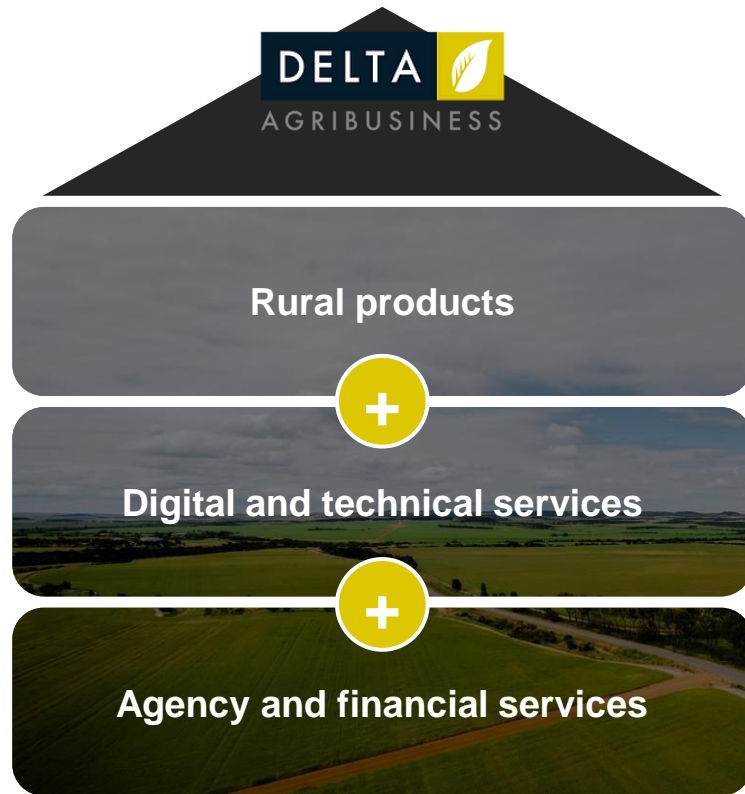 DELTA
AGRIBUSINESS
Rural products
+
Digital and technical services
+
Agency and financial services